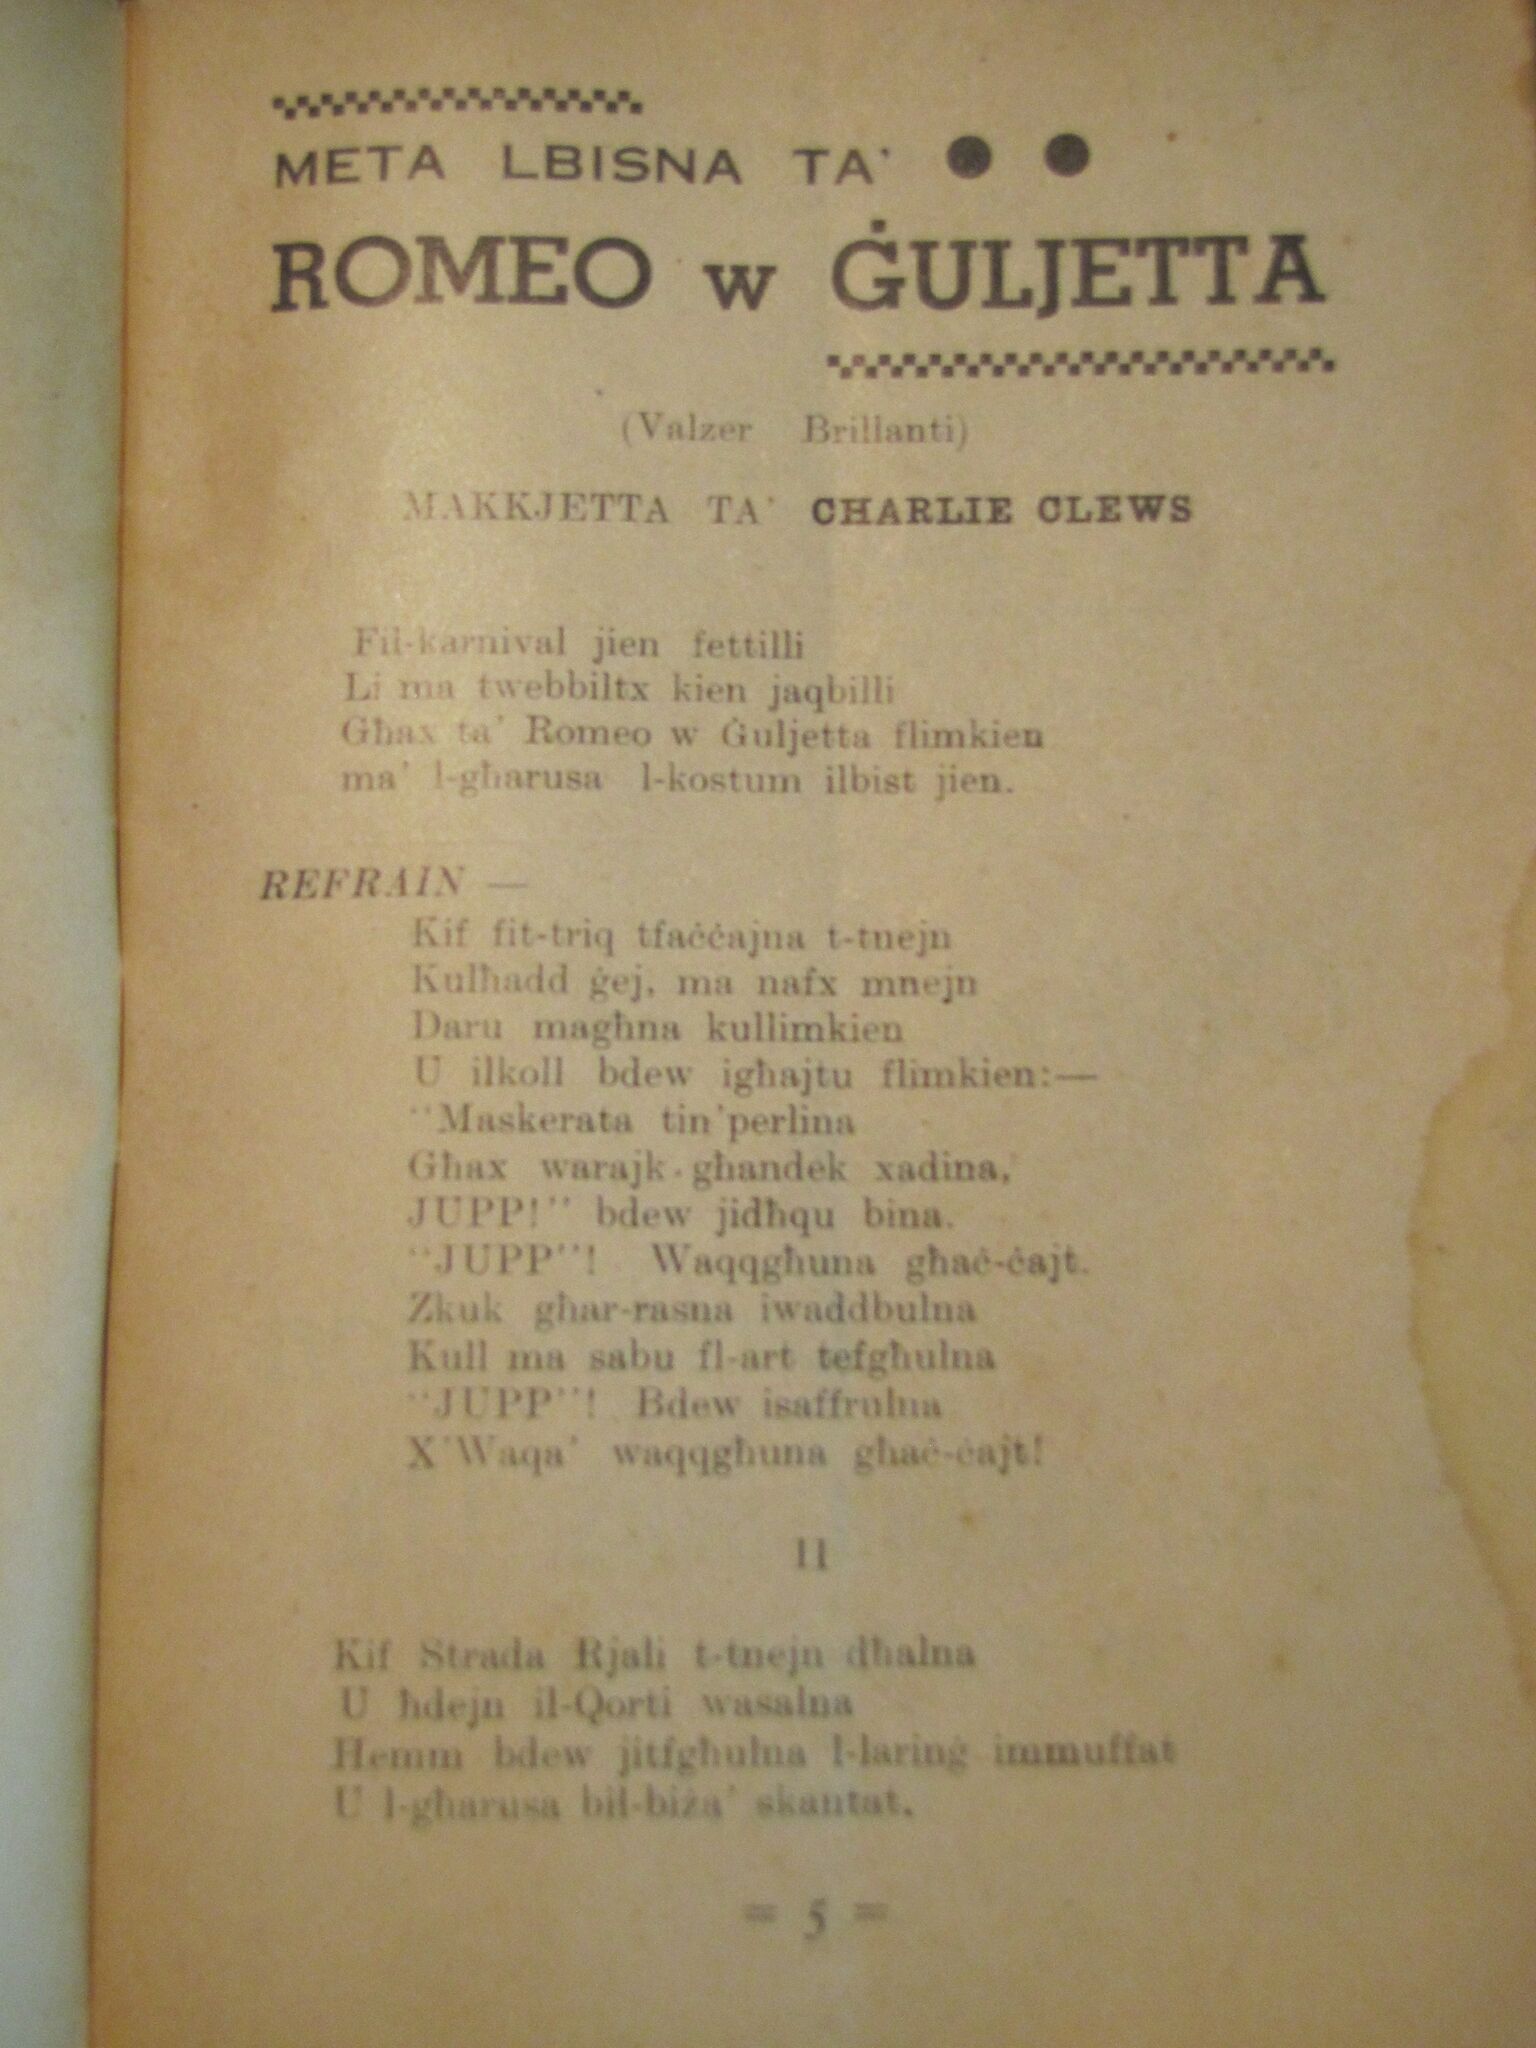 META LBISNA TA'
ROMEO w ĠULJETTA
(Valzer Brillanti)
MAKKJETTA TA' CHARLIE CLEWS
Fil-karnival jien fettilli
Li ma twebbiltx kien jaqbilli
Għax ta' Romeo w Ġuljetta flimkien
ma' l-għarusa l-kostum ilbist jien.
REFRAIN —
Kif fit-triq tfaċċajna t-tnejn
Kulħadd ġej, ma nafx mnejn
Daru magħna kullimkien
U ilkoll bdew igħajtu flimkien:—
"Maskerata tin'perlina
Għax warajk għandek xadina,
JUPP!" bdew jidħqu bina.
"JUPP"! Waqqgħuna għaċ-ċajt.
Zkuk għar-rasna iwaddbulna
Kull ma sabu fl-art tefgħulna
"JUPP"! Bdew isaffrulna
X'Waqa' waqqgħuna għaċ-ċajt!
II
Kif Strada Rjali t-tnejn dħalna
U ħdejn il-Qorti wasalna
Hemm bdew jitfgħulna l-larinġ immuffat
U l-għarusa bil-biża' skantat.
= 5 =